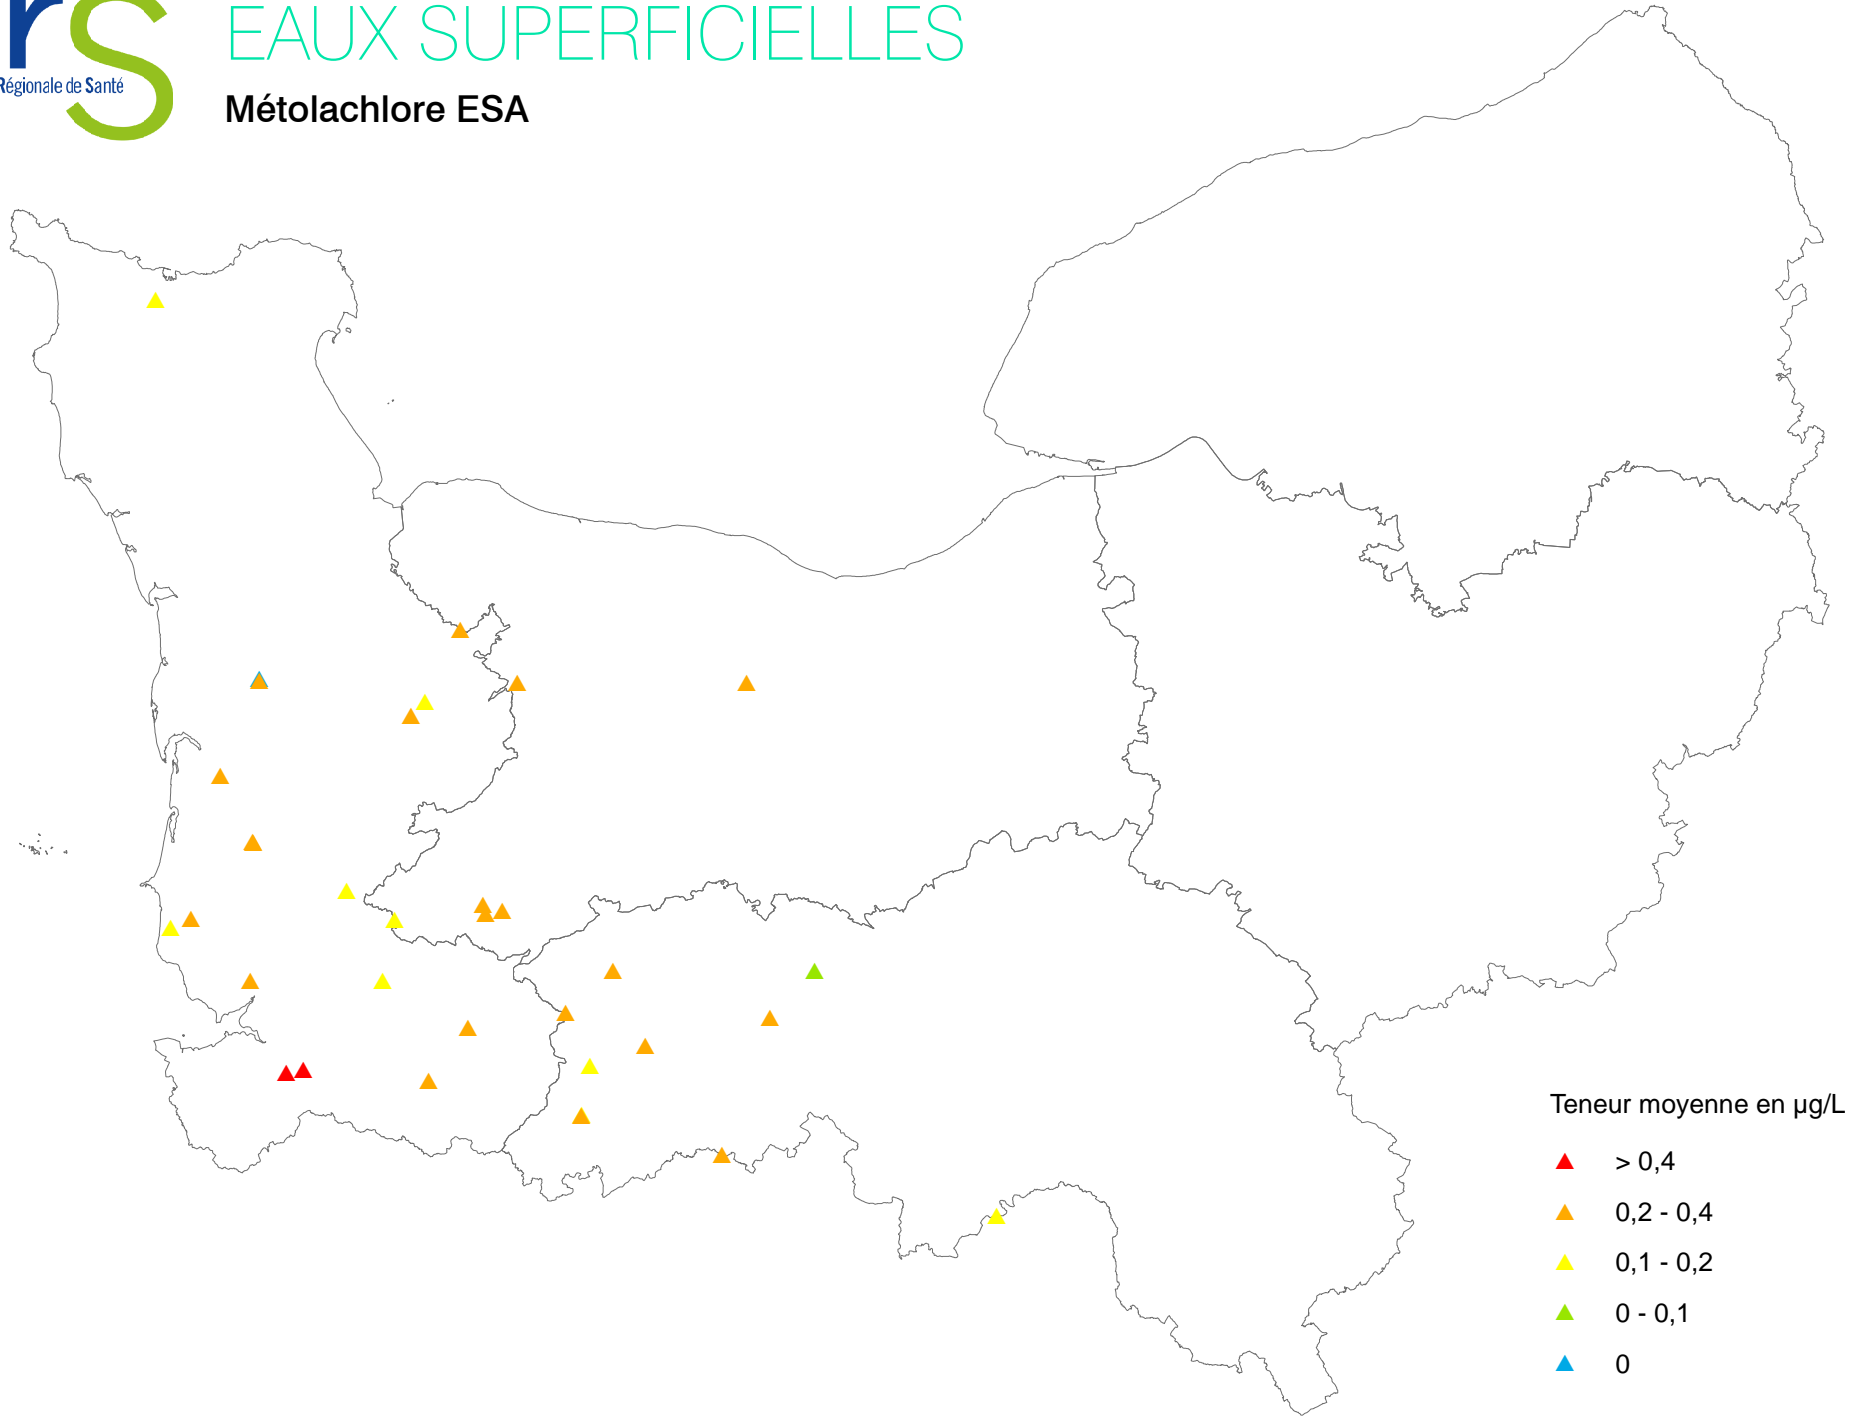 EAUX SUPERFICIELLES
rs
Régionale de Santé
Métolachlore ESA
Teneur moyenne en µg/L
> 0,4
0,2 - 0,4
0,1 - 0,2
0 - 0,1
0